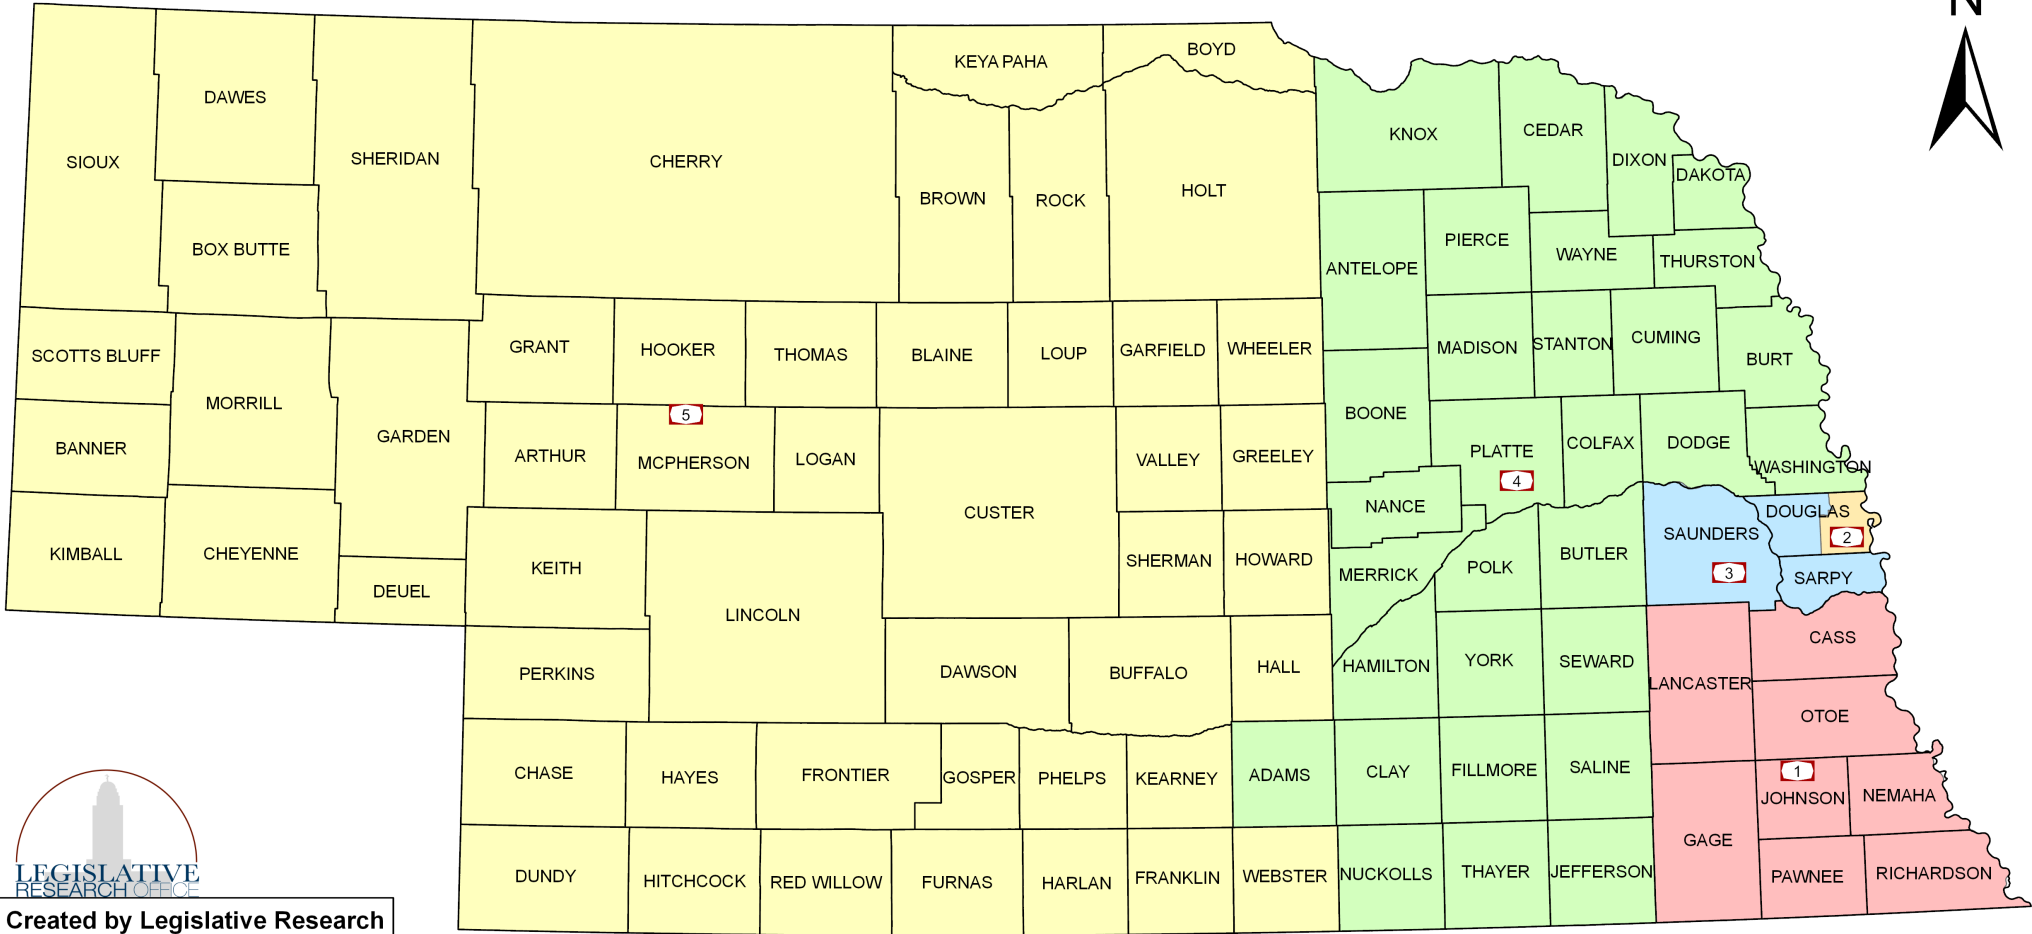 N
BOYD
KEYA PAHA
DAWES
KNOX
CEDAR
SIOUX
SHERIDAN
CHERRY
DIXON
DAKOTA
BROWN
ROCK
HOLT
BOX BUTTE
PIERCE
WAYNE
ANTELOPE
THURSTON
SCOTTS BLUFF
GRANT
HOOKER
THOMAS
BLAINE
LOUP
GARFIELD
WHEELER
MADISON
STANTON
CUMING
BURT
MORRILL
5
BOONE
BANNER
GARDEN
ARTHUR
MCPHERSON
LOGAN
VALLEY
GREELEY
PLATTE
COLFAX
DODGE
WASHINGTON
4
NANCE
CUSTER
DOUGLAS
2
SAUNDERS
KIMBALL
CHEYENNE
KEITH
SHERMAN
HOWARD
MERRICK
POLK
BUTLER
3
SARPY
DEUEL
LINCOLN
CASS
PERKINS
DAWSON
BUFFALO
HALL
HAMILTON
YORK
SEWARD
LANCASTER
OTOE
CHASE
HAYES
FRONTIER
GOSPER
PHELPS
KEARNEY
ADAMS
CLAY
FILLMORE
SALINE
1
JOHNSON
NEMAHA
GAGE
DUNDY
HITCHCOCK
RED WILLOW
FURNAS
HARLAN
FRANKLIN
WEBSTER
NUCKOLLS
THAYER
JEFFERSON
PAWNEE
RICHARDSON
LEGISLATIVE
RESEARCH OFFICE
Created by Legislative Research